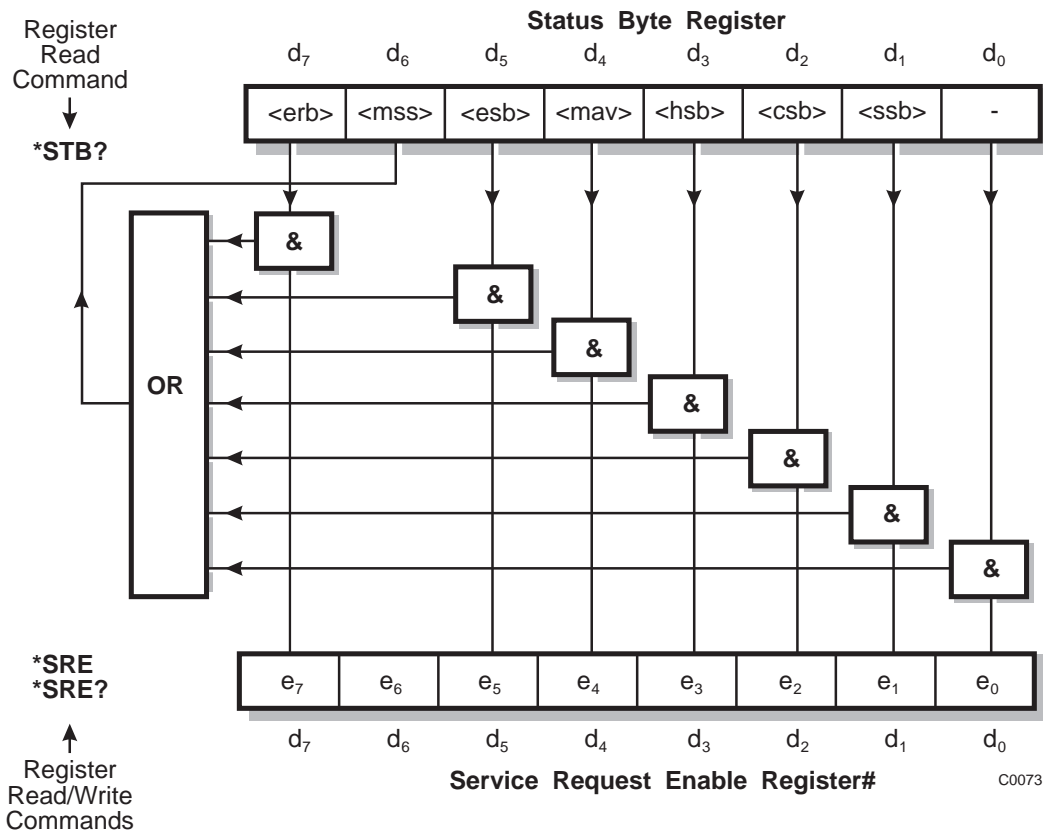 Status Byte Register
Register
Read
Command
*STB?
d₇ d₆ d₅ d₄ d₃ d₂ d₁ d₀
<erb> <mss> <esb> <mav> <hsb> <csb> <ssb> -
&
&
&
&
&
&
&
OR
*SRE
*SRE?
e₇ e₆ e₅ e₄ e₃ e₂ e₁ e₀
d₇ d₆ d₅ d₄ d₃ d₂ d₁ d₀
Register
Read/Write
Commands
Service Request Enable Register#
C0073